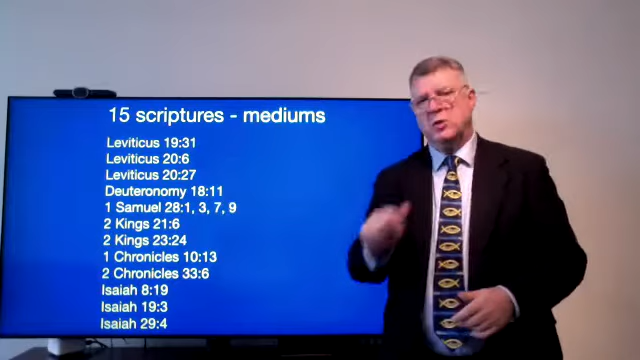 15 scriptures - mediums
Leviticus 19:31
Leviticus 20:6
Leviticus 20:27
Deuteronomy 18:11
1 Samuel 28:1, 3, 7, 9
2 Kings 21:6
2 Kings 23:24
1 Chronicles 10:13
2 Chronicles 33:6
Isaiah 8:19
Isaiah 19:3
Isaiah 29:4